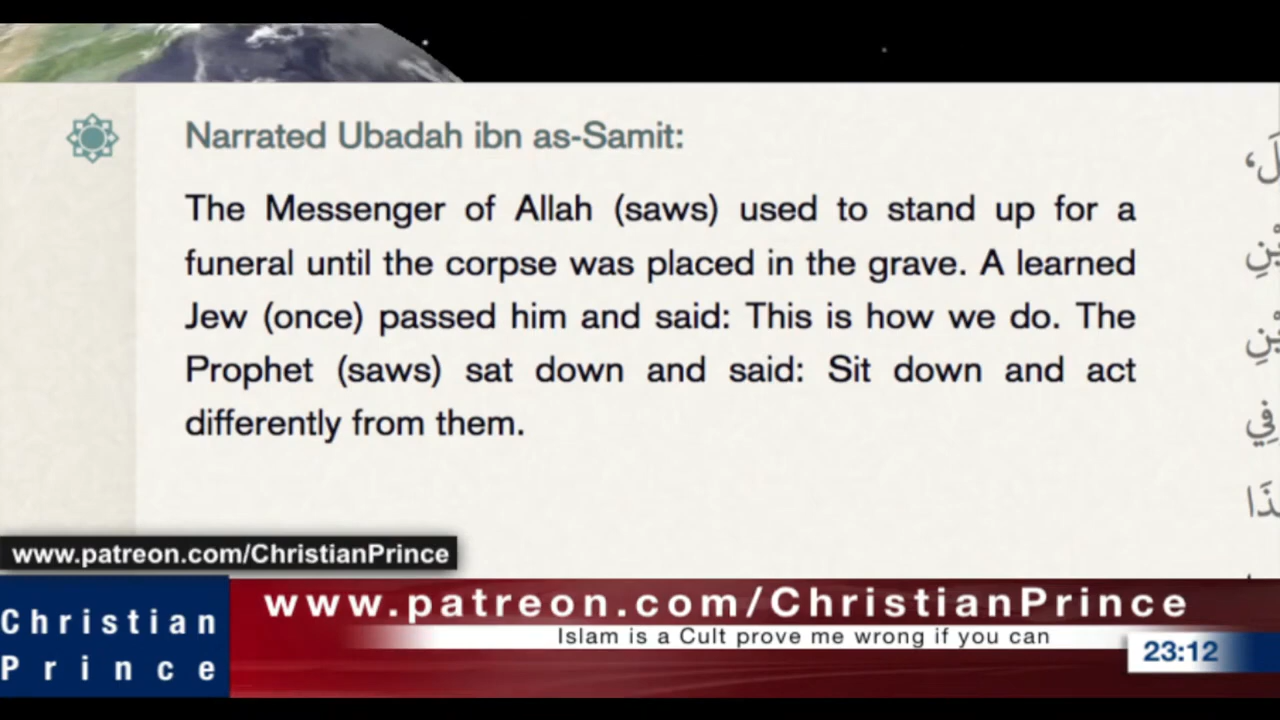 Narrated Ubadah ibn as-Samit:
The Messenger of Allah (saws) used to stand up for a
funeral until the corpse was placed in the grave. A learned
Jew (once) passed him and said: This is how we do. The
Prophet (saws) sat down and said: Sit down and act
differently from them.
www.patreon.com/ChristianPrince
Christian
Prince
www.patreon.com/ChristianPrince
Islam is a Cult prove me wrong if you can
23:12